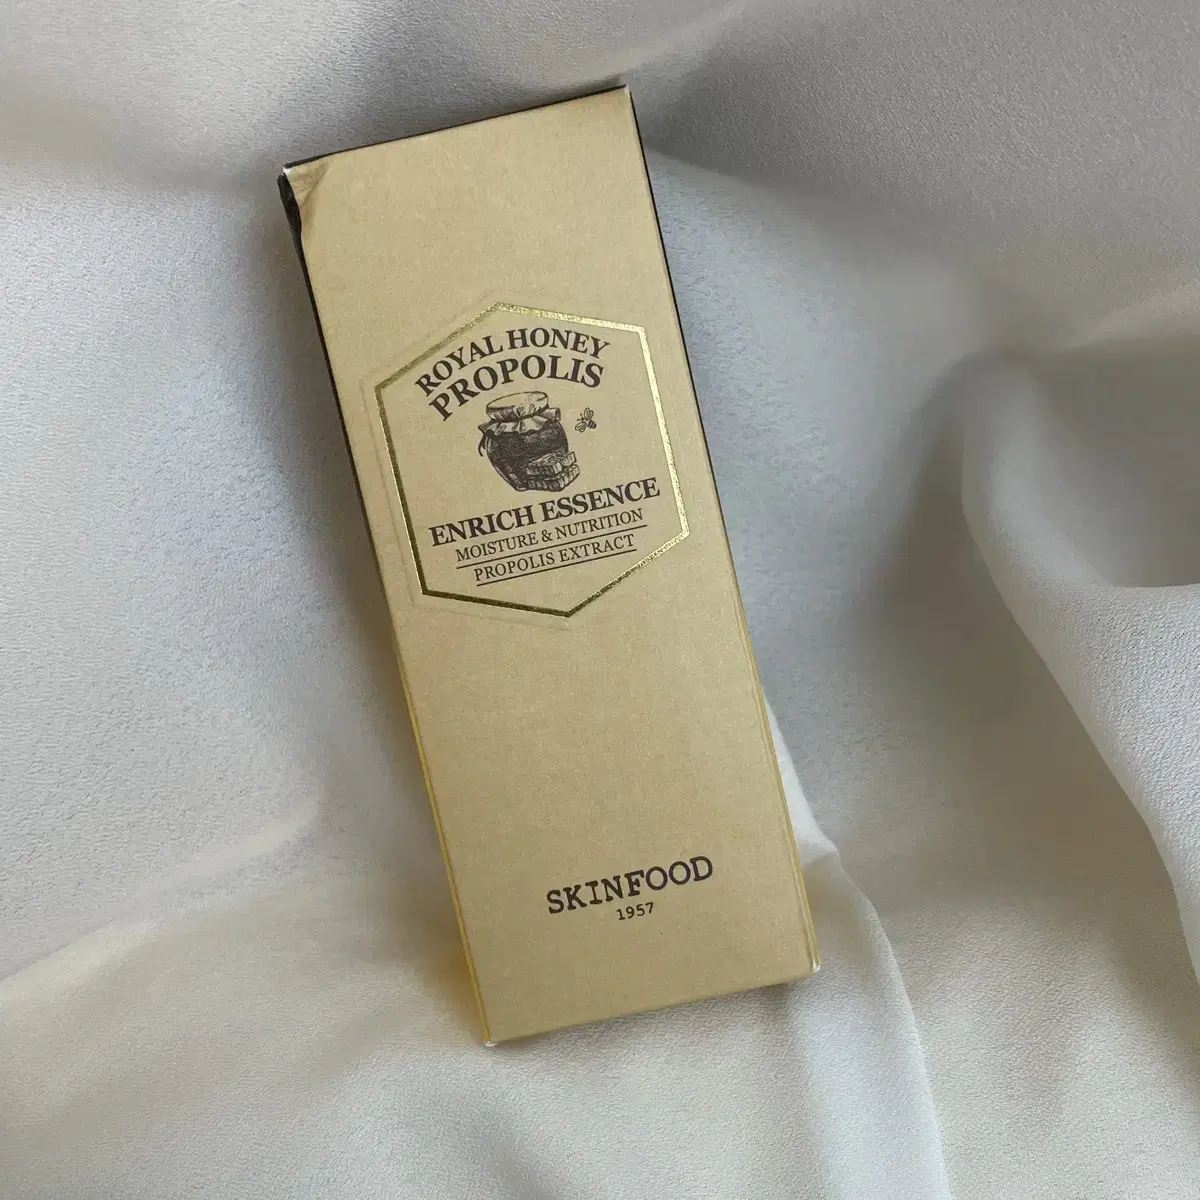 ROYAL HONEY
PROPOLIS
ENRICH ESSENCE
MOISTURE & NUTRITION
PROPOLIS EXTRACT
SKINFOOD
1957